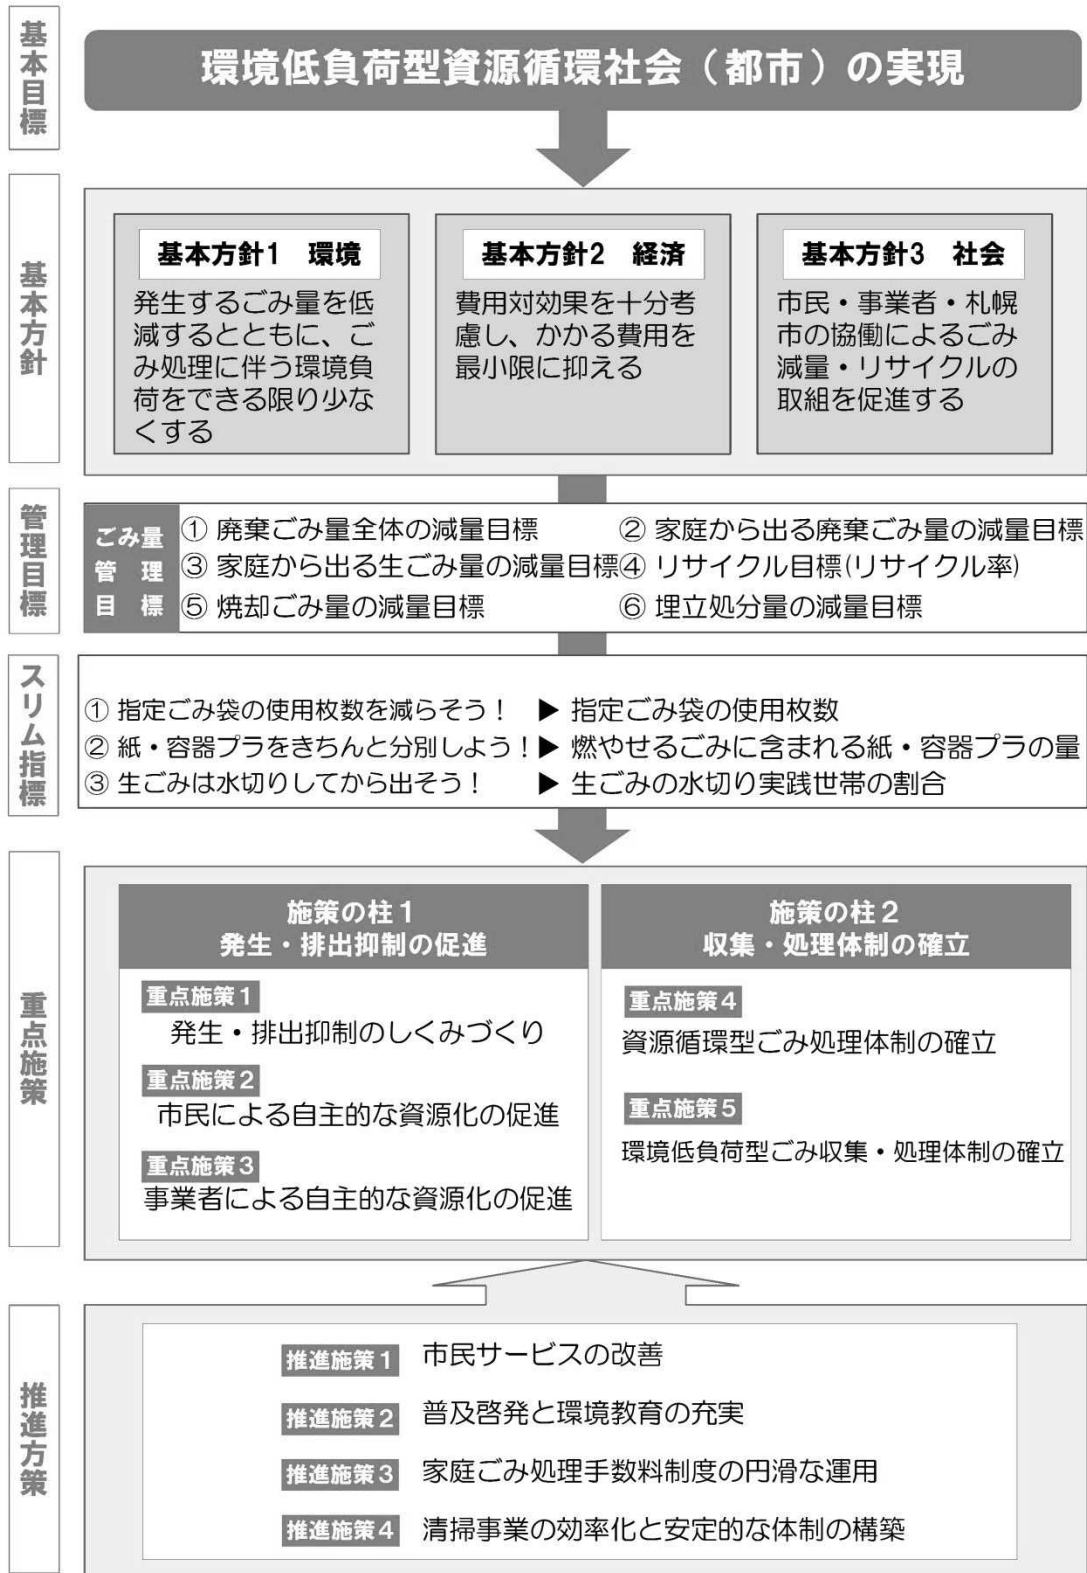 基本目標
環境低負荷型資源循環社会（都市）の実現
基本方針
基本方針1　環境
発生するごみ量を低
減するとともに、ご
み処理に伴う環境負
荷をできる限り少な
くする
基本方針2　経済
費用対効果を十分考
慮し、かかる費用を
最小限に抑える
基本方針3　社会
市民・事業者・札幌
市の協働によるごみ
減量・リサイクルの
取組を促進する
管理目標
ごみ量
管　理
目　標
① 廃棄ごみ量全体の減量目標
② 家庭から出る廃棄ごみ量の減量目標
③ 家庭から出る生ごみ量の減量目標
④ リサイクル目標(リサイクル率)
⑤ 焼却ごみ量の減量目標
⑥ 埋立処分量の減量目標
スリム指標
① 指定ごみ袋の使用枚数を減らそう！ ▶ 指定ごみ袋の使用枚数
② 紙・容器プラをきちんと分別しよう！▶ 燃やせるごみに含まれる紙・容器プラの量
③ 生ごみは水切りしてから出そう！ ▶ 生ごみの水切り実践世帯の割合
重点施策
施策の柱１
発生・排出抑制の促進
重点施策１
発生・排出抑制のしくみづくり
重点施策２
市民による自主的な資源化の促進
重点施策３
事業者による自主的な資源化の促進
施策の柱２
収集・処理体制の確立
重点施策４
資源循環型ごみ処理体制の確立
重点施策５
環境低負荷型ごみ収集・処理体制の確立
推進方策
推進施策１ 市民サービスの改善
推進施策２ 普及啓発と環境教育の充実
推進施策３ 家庭ごみ処理手数料制度の円滑な運用
推進施策４ 清掃事業の効率化と安定的な体制の構築